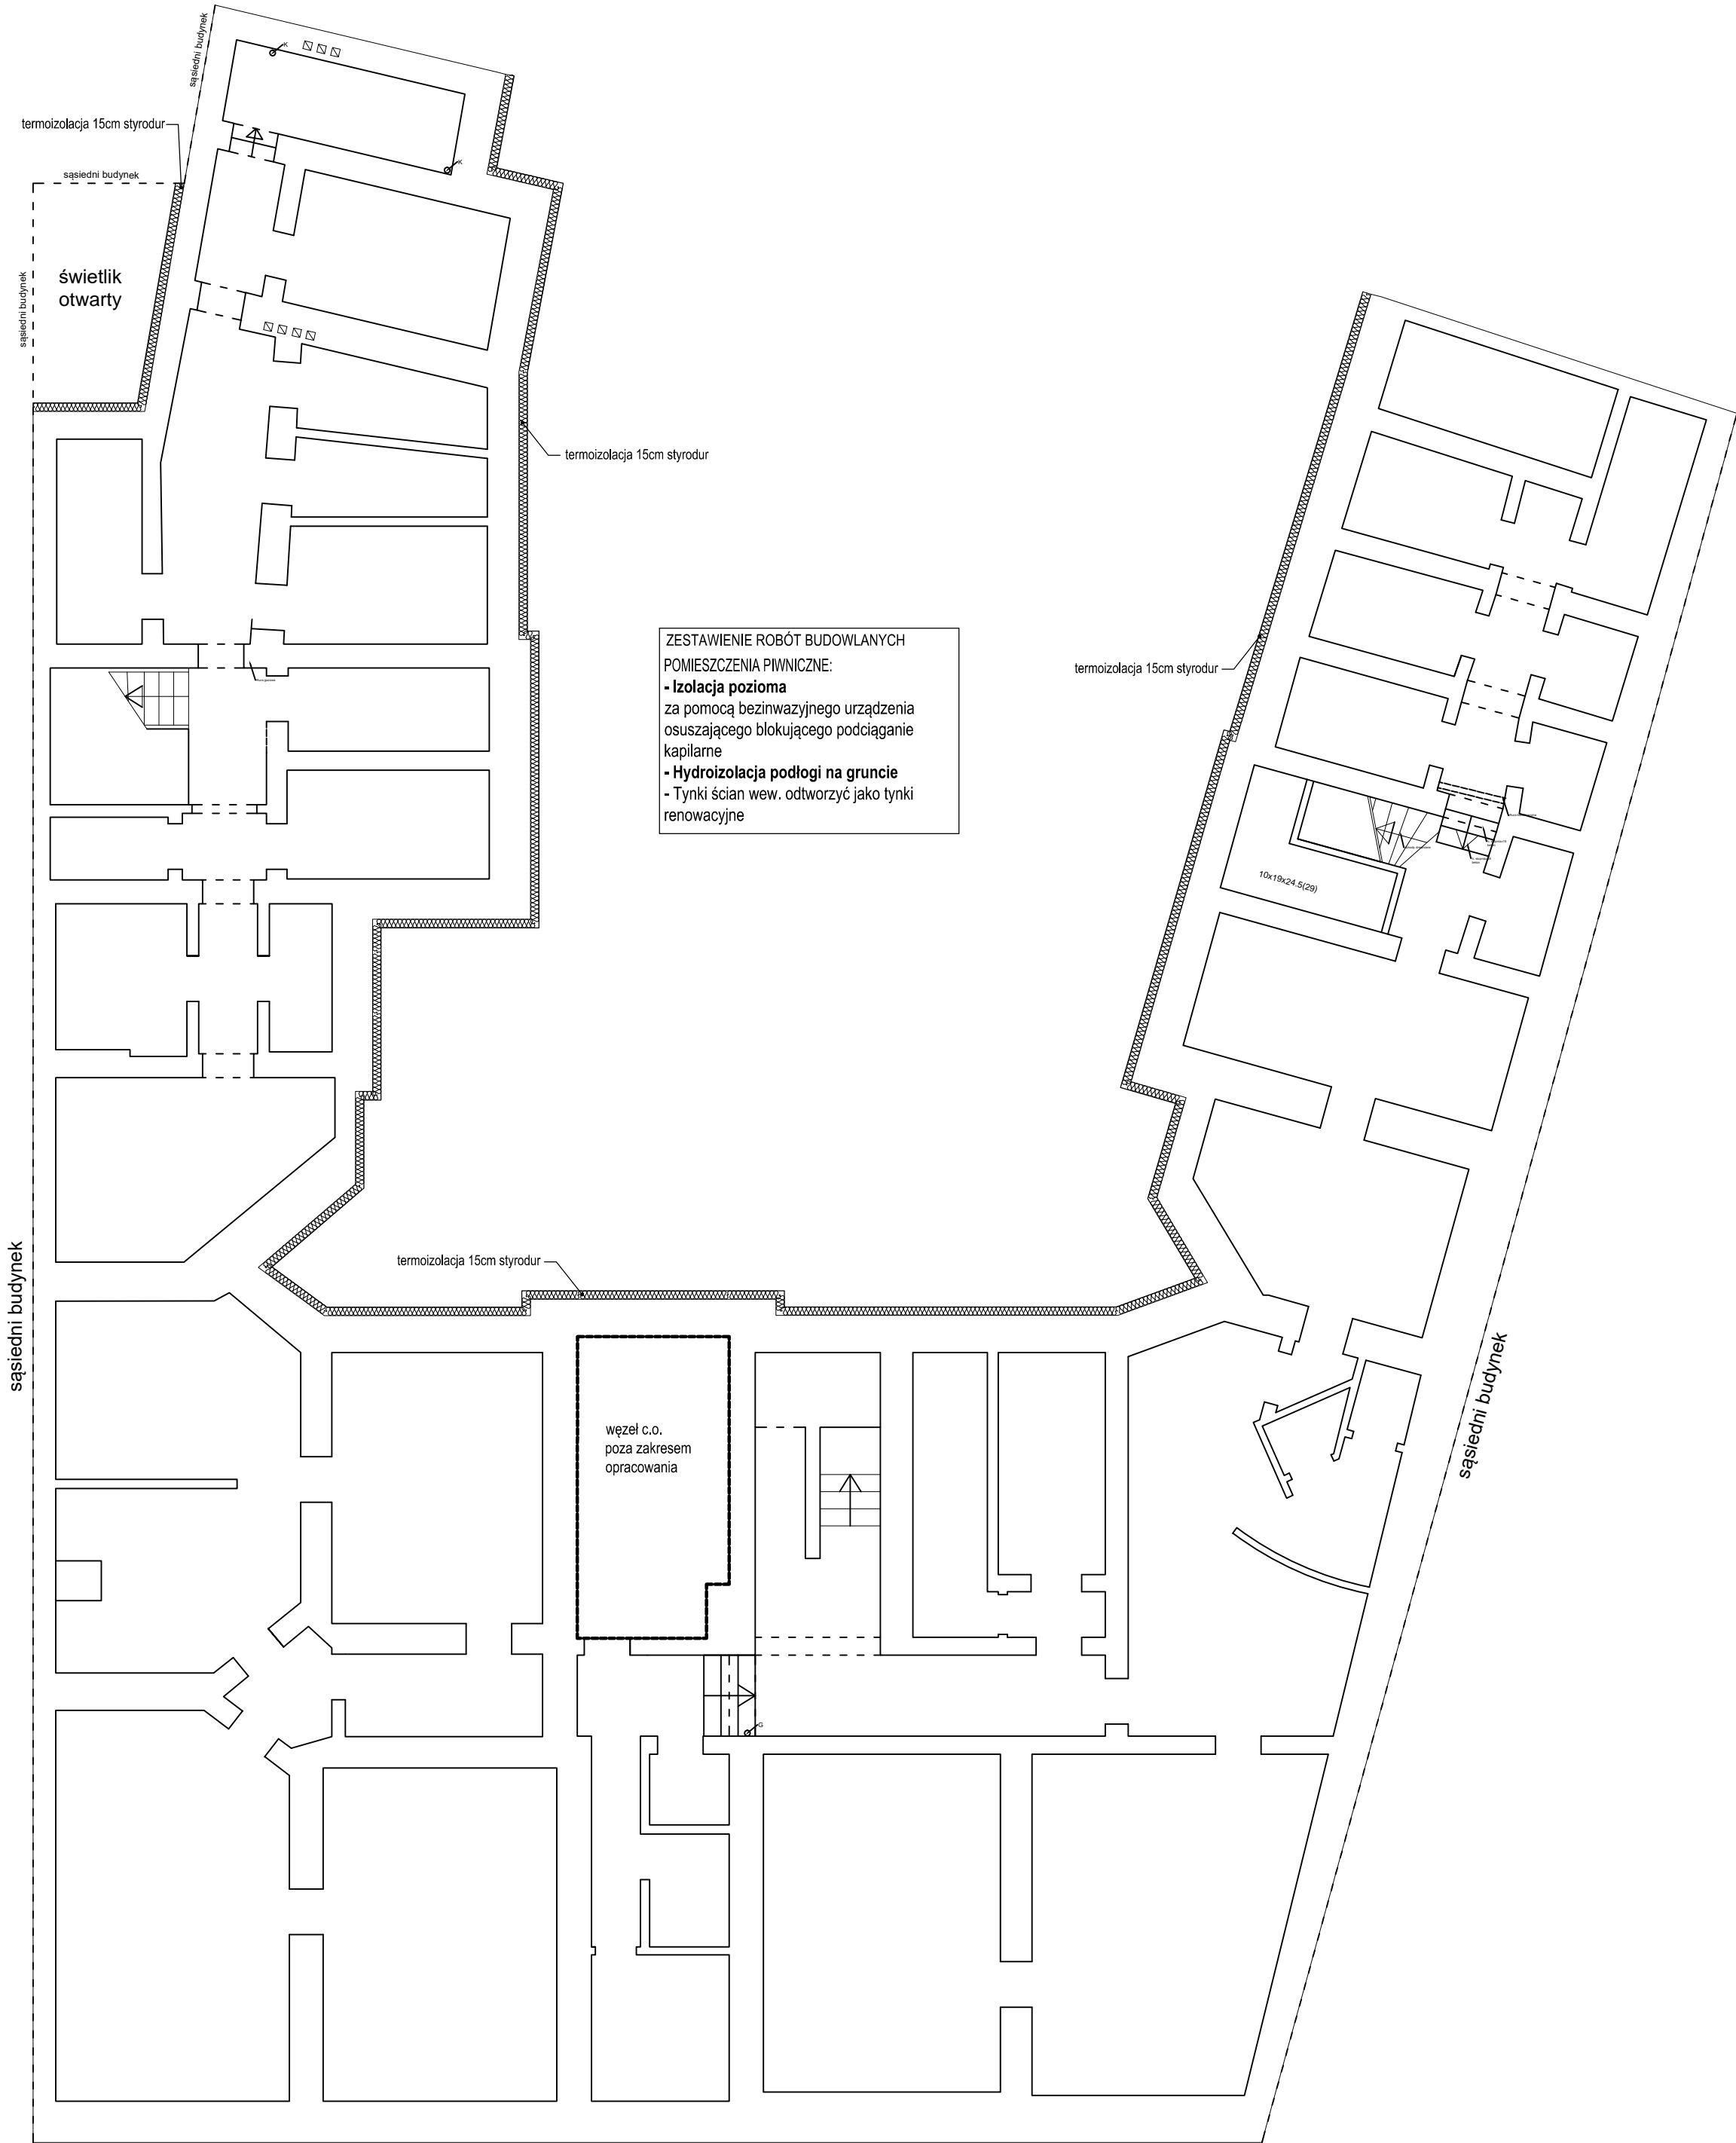 sąsiedni budynek
K
termoizolacja 15cm styrodur
K
sąsiedni budynek
sąsiedni budynek
świetlik
otwarty
termoizolacja 15cm styrodur
ZESTAWIENIE ROBÓT BUDOWLANYCH
POMIESZCZENIA PIWNICZNE:
- Izolacja pozioma
za pomocą bezinwazyjnego urządzenia
osuszającego blokującego podciąganie
kapilarne
- Hydroizolacja podłogi na gruncie
- Tynki ścian wew. odtworzyć jako tynki
renowacyjne
termoizolacja 15cm styrodur
10x19x24.5(29)
termoizolacja 15cm styrodur
sąsiedni budynek
sąsiedni budynek
węzeł c.o.
poza zakresem
opracowania
G